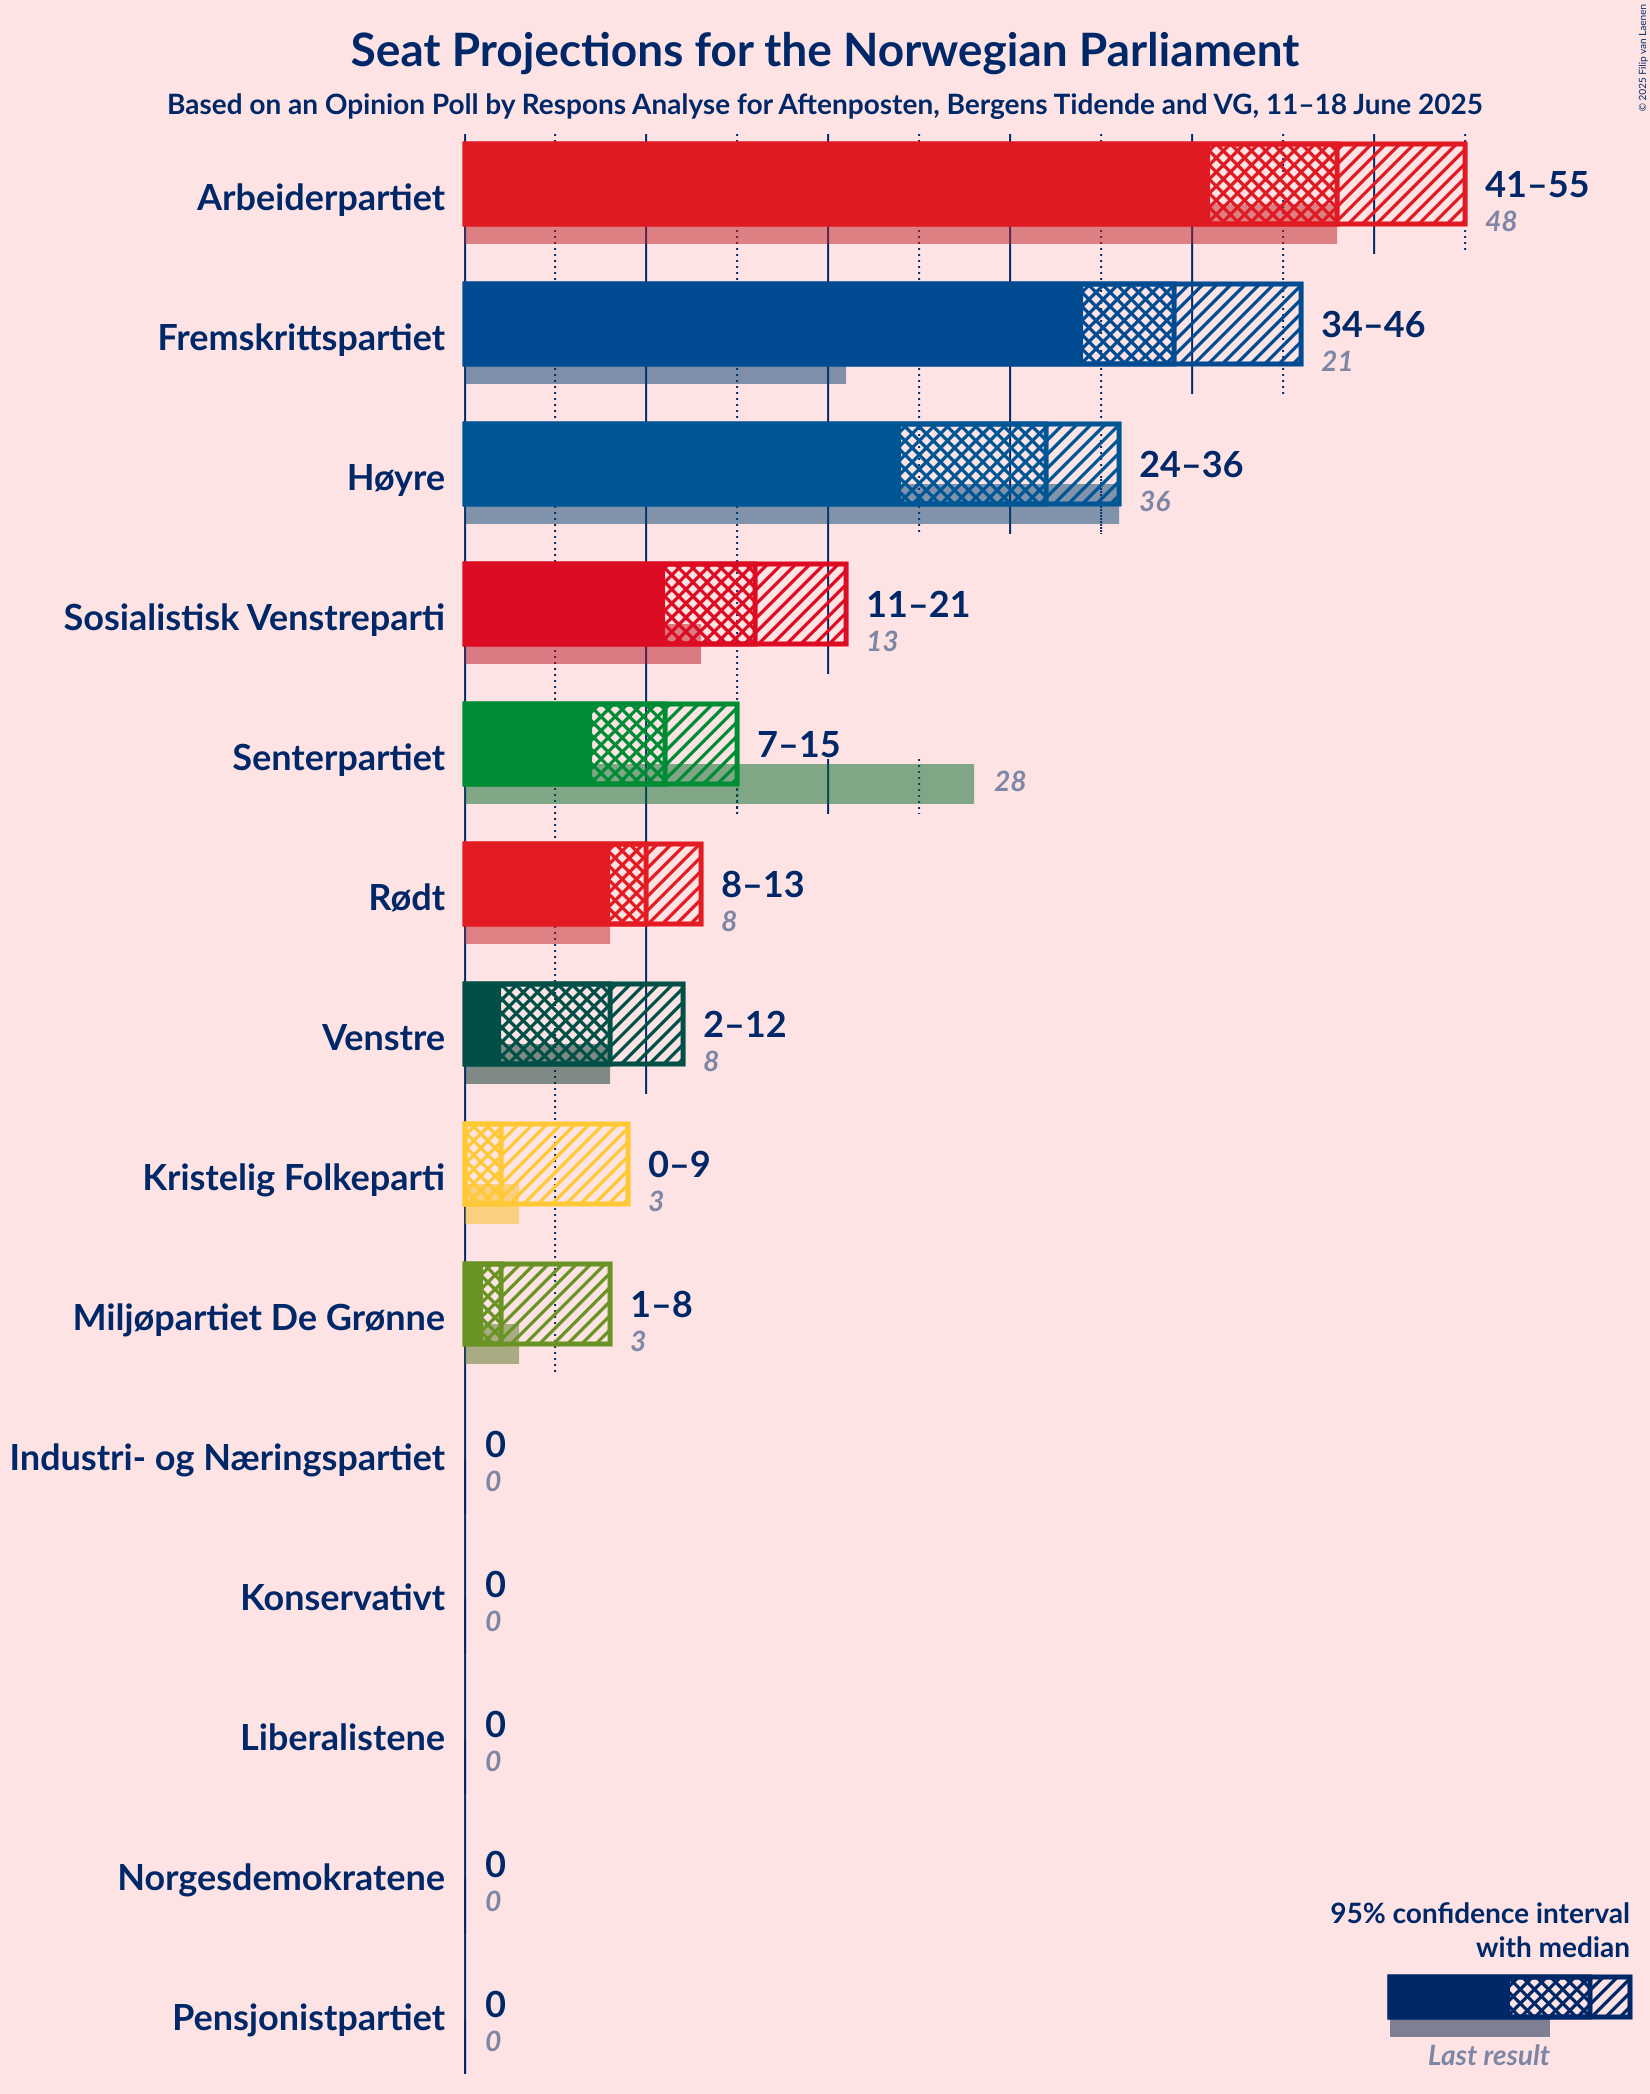 Seat Projections for the Norwegian Parliament
Based on an Opinion Poll by Respons Analyse for Aftenposten, Bergens Tidende and VG, 11–18 June 2025
© 2025 Filip van Laenen
Arbeiderpartiet
41–55
48
Fremskrittspartiet
34–46
21
Høyre
24–36
36
Sosialistisk Venstreparti
11–21
13
Senterpartiet
7–15
28
Rødt
8–13
8
Venstre
2–12
8
Kristelig Folkeparti
0–9
3
Miljøpartiet De Grønne
1–8
3
Industri- og Næringspartiet
0
0
Konservativt
0
0
Liberalistene
0
0
Norgesdemokratene
0
0
Pensjonistpartiet
0
0
95% confidence interval
with median
Last result